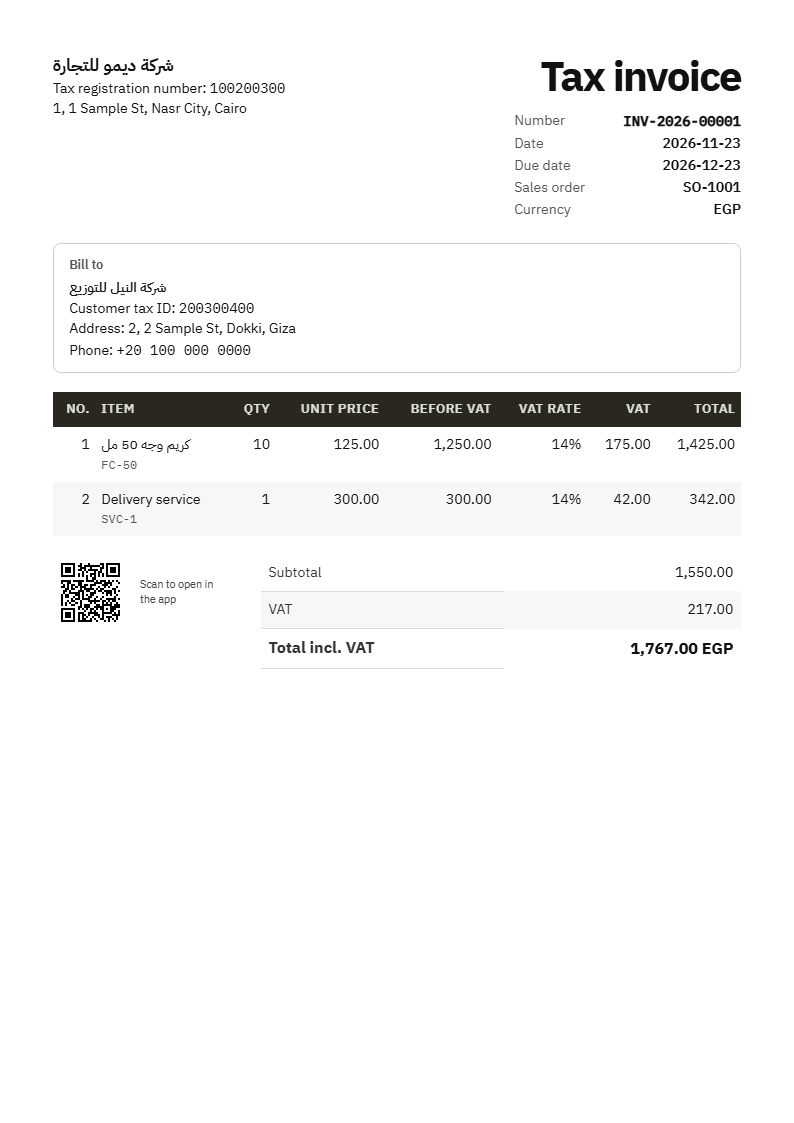 شركة ديمو للتجارة
Tax registration number: 100200300
1, 1 Sample St, Nasr City, Cairo
Tax invoice
Number INV-2026-00001
Date 2026-11-23
Due date 2026-12-23
Sales order SO-1001
Currency EGP
Bill to
شركة النيل للتوزيع
Customer tax ID: 200300400
Address: 2, 2 Sample St, Dokki, Giza
Phone: +20 100 000 0000
NO. ITEM QTY UNIT PRICE BEFORE VAT VAT RATE VAT TOTAL
1 كريم وجه 50 مل 10 125.00 1,250.00 14% 175.00 1,425.00
FC-50
2 Delivery service 1 300.00 300.00 14% 42.00 342.00
SVC-1
Scan to open in
the app
Subtotal 1,550.00
VAT 217.00
Total incl. VAT 1,767.00 EGP